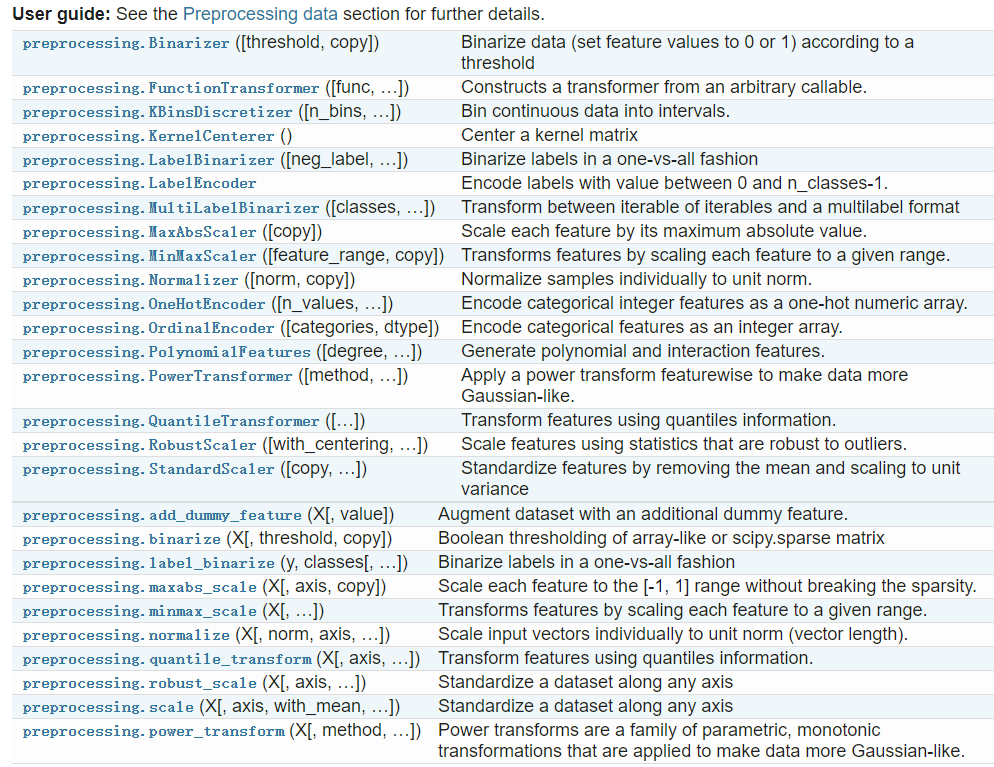 User guide: See the Preprocessing data section for further details.
preprocessing.Binarizer ([threshold, copy]) Binarize data (set feature values to 0 or 1) according to a
threshold
preprocessing.FunctionTransformer ([func, …]) Constructs a transformer from an arbitrary callable.
preprocessing.KBinsDiscretizer ([n_bins, …]) Bin continuous data into intervals.
preprocessing.KernelCenterer () Center a kernel matrix
preprocessing.LabelBinarizer ([neg_label, …]) Binarize labels in a one-vs-all fashion
preprocessing.LabelEncoder Encode labels with value between 0 and n_classes-1.
preprocessing.MultiLabelBinarizer ([classes, …]) Transform between iterable of iterables and a multilabel format
preprocessing.MaxAbsScaler ([copy]) Scale each feature by its maximum absolute value.
preprocessing.MinMaxScaler ([feature_range, copy]) Transforms features by scaling each feature to a given range.
preprocessing.Normalizer ([norm, copy]) Normalize samples individually to unit norm.
preprocessing.OneHotEncoder ([n_values, …]) Encode categorical integer features as a one-hot numeric array.
preprocessing.OrdinalEncoder ([categories, dtype]) Encode categorical features as an integer array.
preprocessing.PolynomialFeatures ([degree, …]) Generate polynomial and interaction features.
preprocessing.PowerTransformer ([method, …]) Apply a power transform featurewise to make data more
Gaussian-like.
preprocessing.QuantileTransformer ([…]) Transform features using quantiles information.
preprocessing.RobustScaler ([with_centering, …]) Scale features using statistics that are robust to outliers.
preprocessing.StandardScaler ([copy, …]) Standardize features by removing the mean and scaling to unit
variance
preprocessing.add_dummy_feature (X[, value]) Augment dataset with an additional dummy feature.
preprocessing.binarize (X[, threshold, copy]) Boolean thresholding of array-like or scipy.sparse matrix
preprocessing.label_binarize (y, classes[, …]) Binarize labels in a one-vs-all fashion
preprocessing.maxabs_scale (X[, axis, copy]) Scale each feature to the [-1, 1] range without breaking the sparsity.
preprocessing.minmax_scale (X[, …]) Transforms features by scaling each feature to a given range.
preprocessing.normalize (X[, norm, axis, …]) Scale input vectors individually to unit norm (vector length).
preprocessing.quantile_transform (X[, axis, …]) Transform features using quantiles information.
preprocessing.robust_scale (X[, axis, …]) Standardize a dataset along any axis
preprocessing.scale (X[, axis, with_mean, …]) Standardize a dataset along any axis
preprocessing.power_transform (X[, method, …]) Power transforms are a family of parametric, monotonic
transformations that are applied to make data more Gaussian-like.